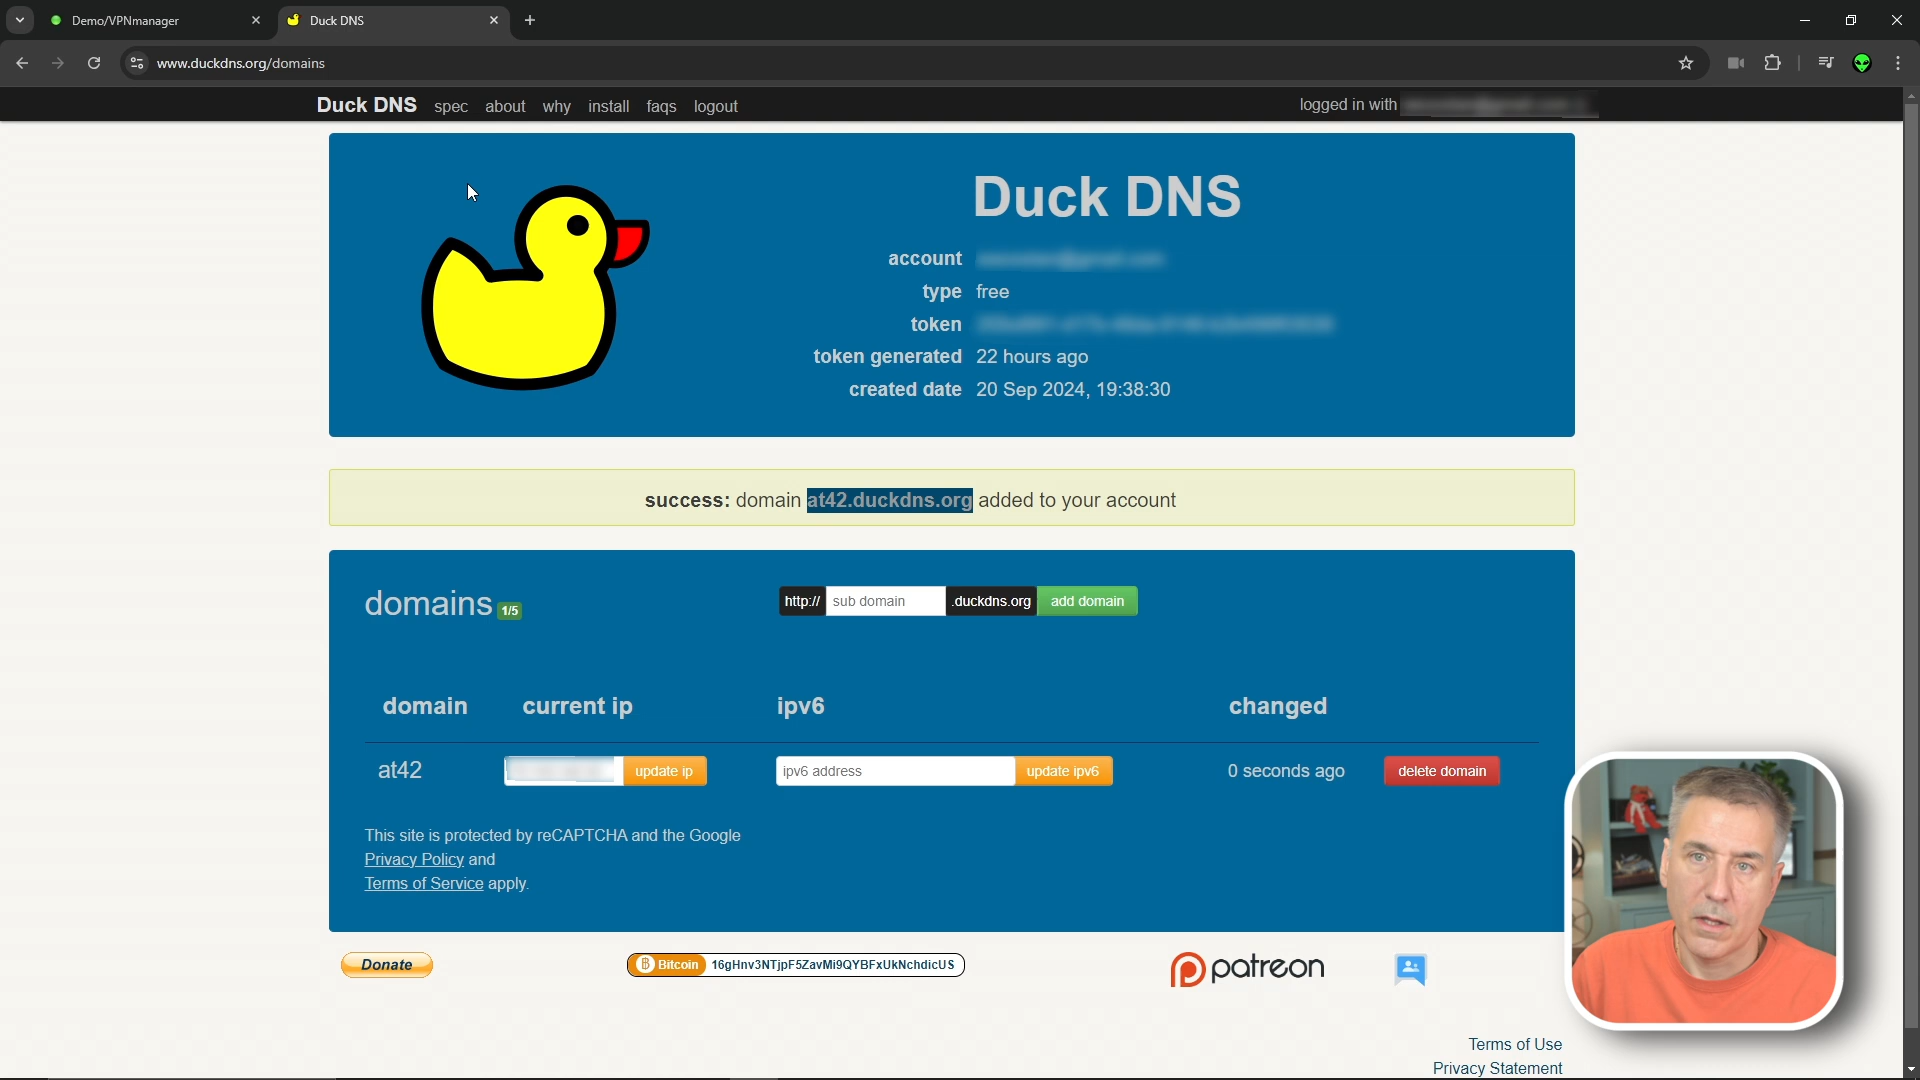 Demo/VPNmanager
Duck DNS
www.duckdns.org/domains
Duck DNS spec about why install faqs logout
logged in with
Duck DNS
account
type free
token
token generated 22 hours ago
created date 20 Sep 2024, 19:38:30
success: domain at42.duckdns.org added to your account
domains 1/5
http:// sub domain .duckdns.org add domain
domain current ip ipv6 changed
at42 update ip ipv6 address update ipv6 0 seconds ago delete domain
This site is protected by reCAPTCHA and the Google
Privacy Policy and
Terms of Service apply.
Donate
Bitcoin 16gHnv3NTjpF5ZavMi9QYBFxUkNchdicUS
patreon
Terms of Use
Privacy Statement